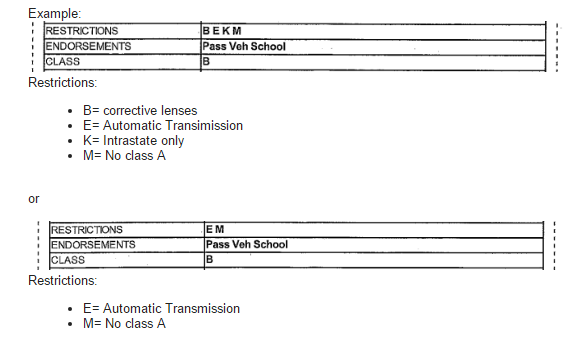 Example:
RESTRICTIONS B E K M
ENDORSEMENTS Pass Veh School
CLASS B
Restrictions:
• B= corrective lenses
• E= Automatic Transimission
• K= Intrastate only
• M= No class A
or
RESTRICTIONS E M
ENDORSEMENTS Pass Veh School
CLASS B
Restrictions:
• E= Automatic Transmission
• M= No class A